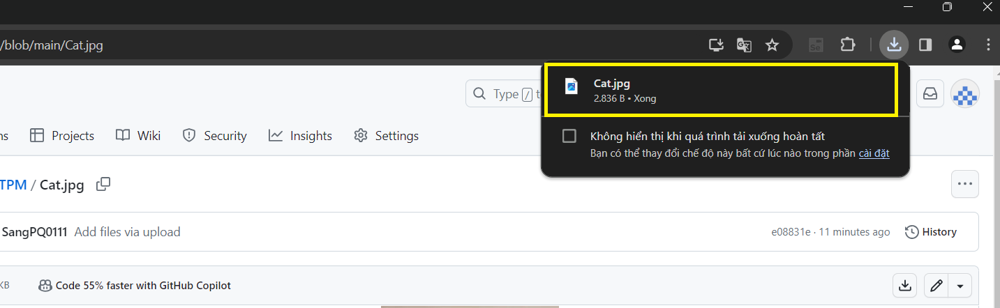 /blob/main/Cat.jpg
Type / t
Cat.jpg
2.836 B • Xong
Projects
Wiki
Security
Insights
Settings
Không hiển thị khi quá trình tải xuống hoàn tất
Bạn có thể thay đổi chế độ này bất cứ lúc nào trong phần cài đặt
TPM / Cat.jpg
SangPQ0111 Add files via upload
e08831e · 11 minutes ago
History
KB
Code 55% faster with GitHub Copilot